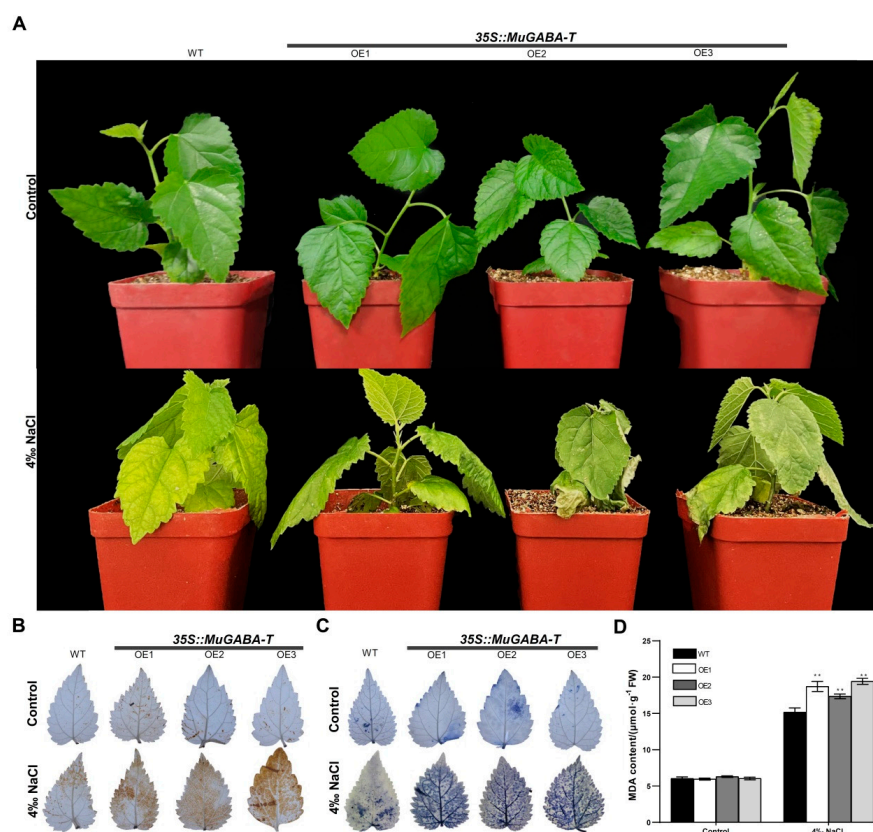 A
35S::MuGABA-T
WT OE1 OE2 OE3
Control
4‰ NaCl
B
35S::MuGABA-T
WT OE1 OE2 OE3
Control
4‰ NaCl
C
35S::MuGABA-T
WT OE1 OE2 OE3
Control
4‰ NaCl
D
MDA content/(μmol·g⁻¹ FW)
25
20
15
10
5
0
WT
OE1
OE2
OE3
**
**
**
Control 4‰ NaCl